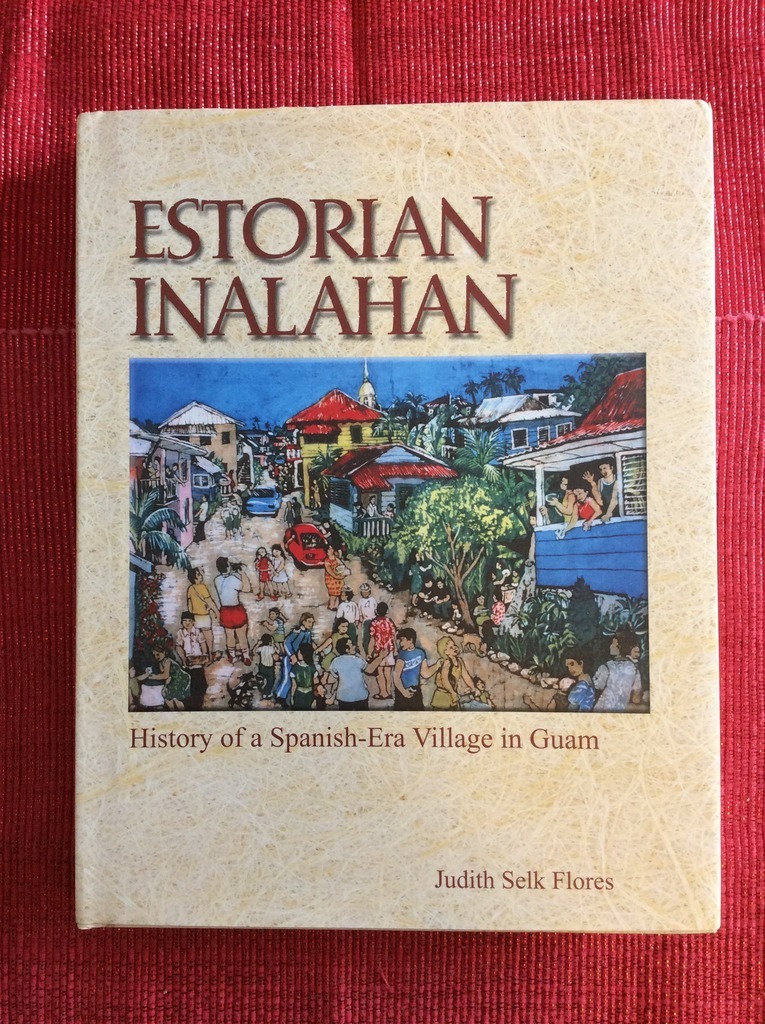 ESTORIAN
INALAHAN
History of a Spanish-Era Village in Guam
Judith Selk Flores